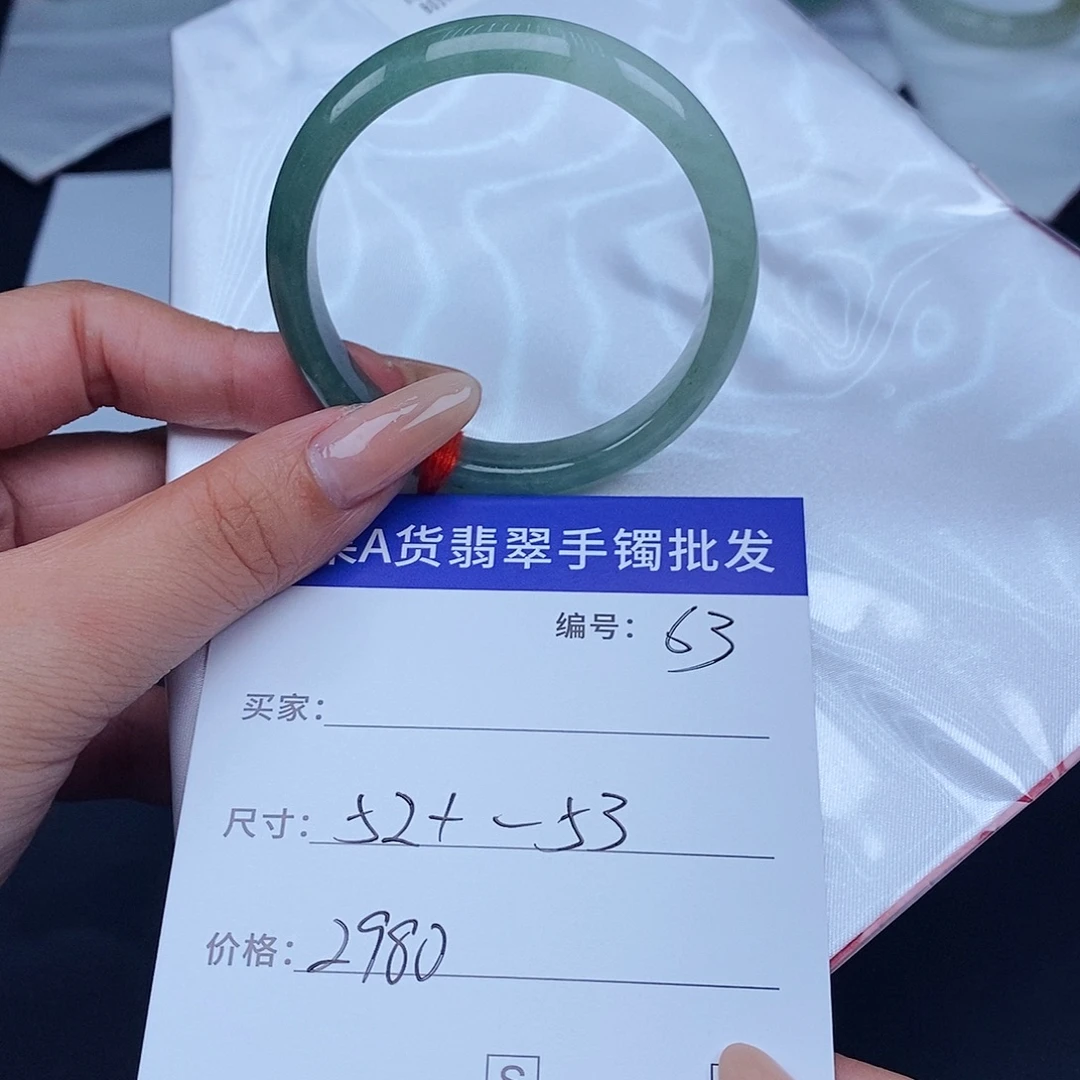 A货翡翠手镯批发
编号: 63
买家:
尺寸: 52+ - 53
价格: 2980
S